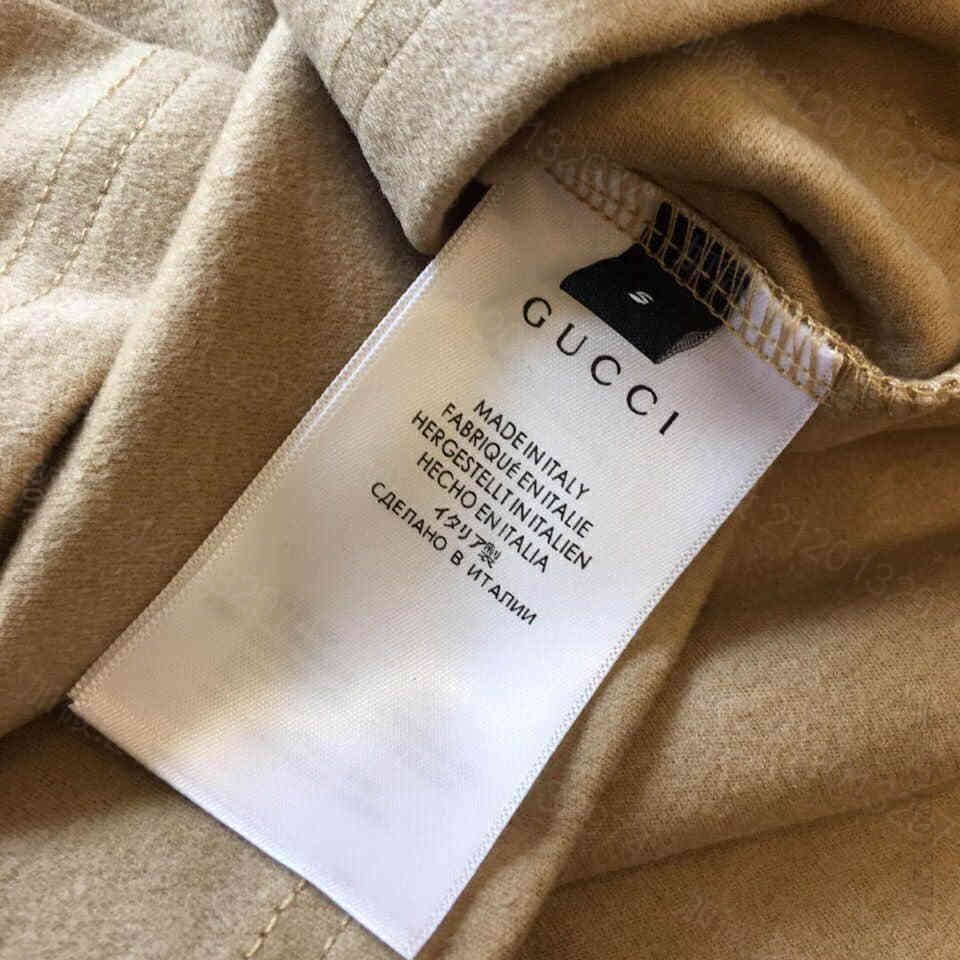 S
GUCCI
MADE IN ITALY
FABRIQUÉ EN ITALIE
HERGESTELLT IN ITALIEN
HECHO EN ITALIA
イタリア製
СДЕЛАНО В ИТАЛИИ